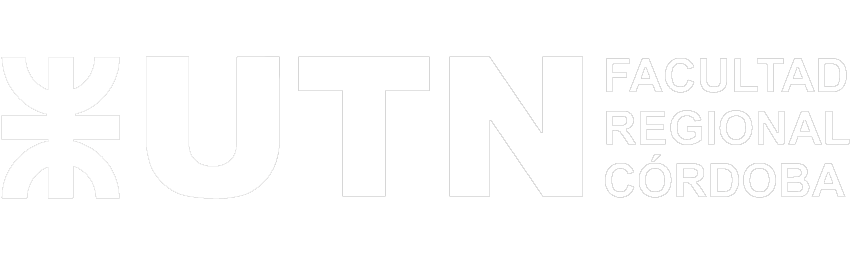 UTN
FACULTAD
REGIONAL
CÓRDOBA